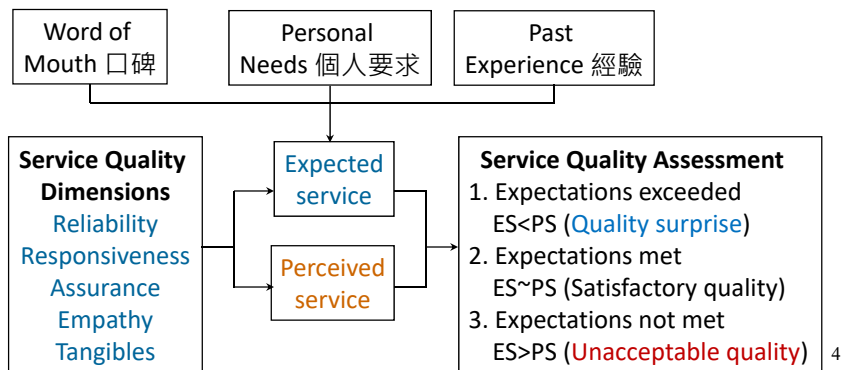 Word of
Mouth 口碑
Personal
Needs 個人要求
Past
Experience 經驗
Service Quality
Dimensions
Reliability
Responsiveness
Assurance
Empathy
Tangibles
Expected
service
Perceived
service
Service Quality Assessment
1. Expectations exceeded
ES<PS (Quality surprise)
2. Expectations met
ES~PS (Satisfactory quality)
3. Expectations not met
ES>PS (Unacceptable quality)
4